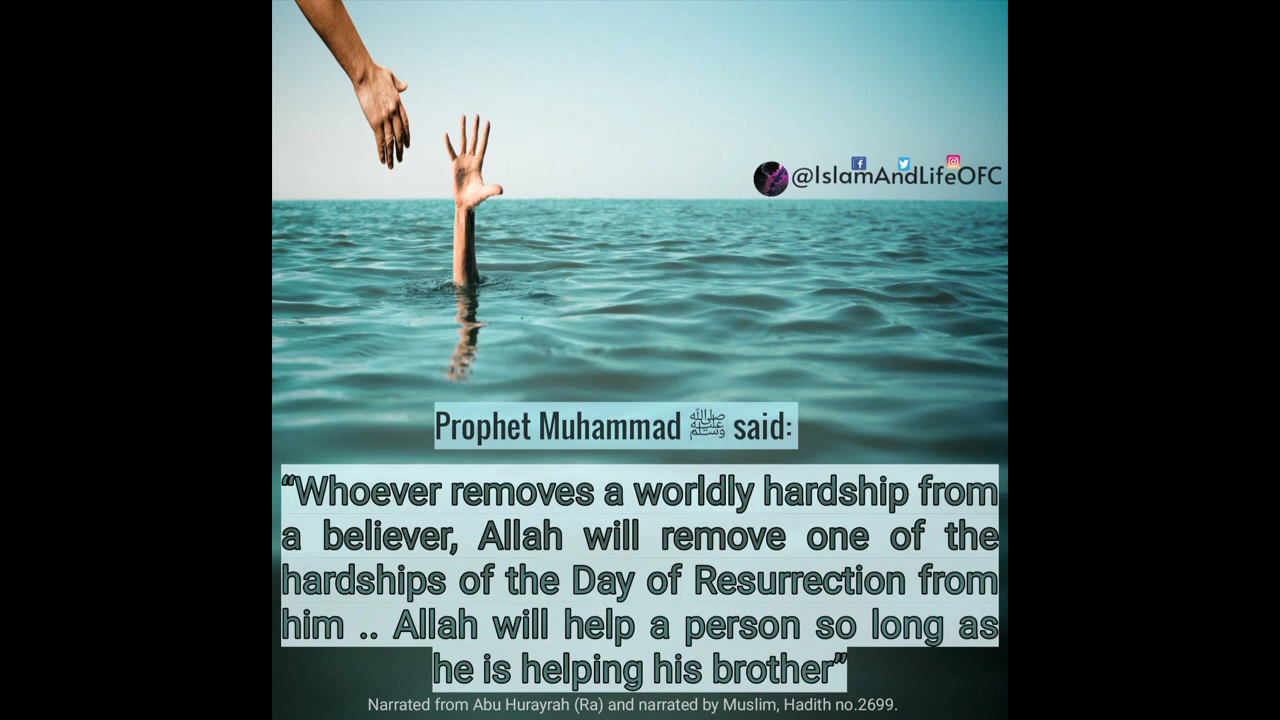 @IslamAndLifeOFC
Prophet Muhammad ﷺ said:
“Whoever removes a worldly hardship from
a believer, Allah will remove one of the
hardships of the Day of Resurrection from
him .. Allah will help a person so long as
he is helping his brother”
Narrated from Abu Hurayrah (Ra) and narrated by Muslim, Hadith no.2699.